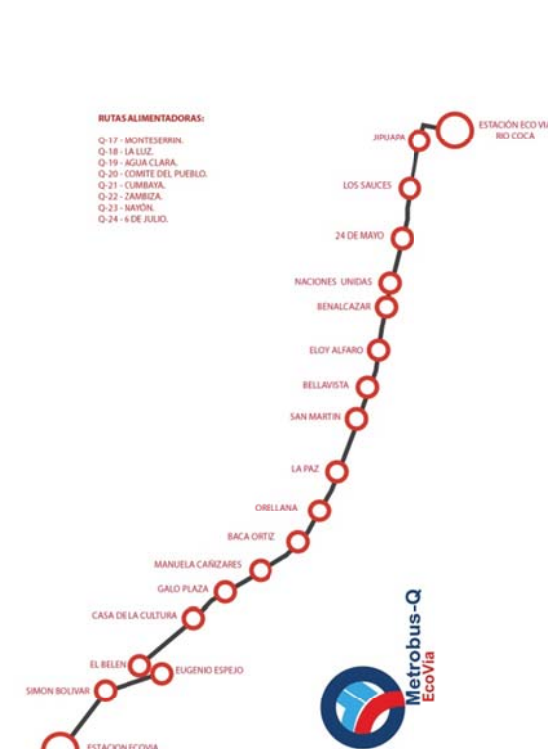 RUTAS ALIMENTADORAS:
Q-17 - MONTESERRIN.
Q-18 - LA LUZ.
Q-19 - AGUA CLARA.
Q-20 - COMITE DEL PUEBLO.
Q-21 - CUMBAYA.
Q-22 - ZAMBIZA.
Q-23 - NAYÓN.
Q-24 - 6 DE JULIO.
ESTACIÓN ECO VIA
RIO COCA
JIPIJAPA
LOS SAUCES
24 DE MAYO
NACIONES UNIDAS
BENALCAZAR
ELOY ALFARO
BELLAVISTA
SAN MARTIN
LA PAZ
ORELLANA
BACA ORTIZ
MANUELA CAÑIZARES
GALO PLAZA
CASA DE LA CULTURA
EL BELEN
EUGENIO ESPEJO
SIMON BOLIVAR
ESTACION ECOVIA
Metrobus-Q
EcoVia